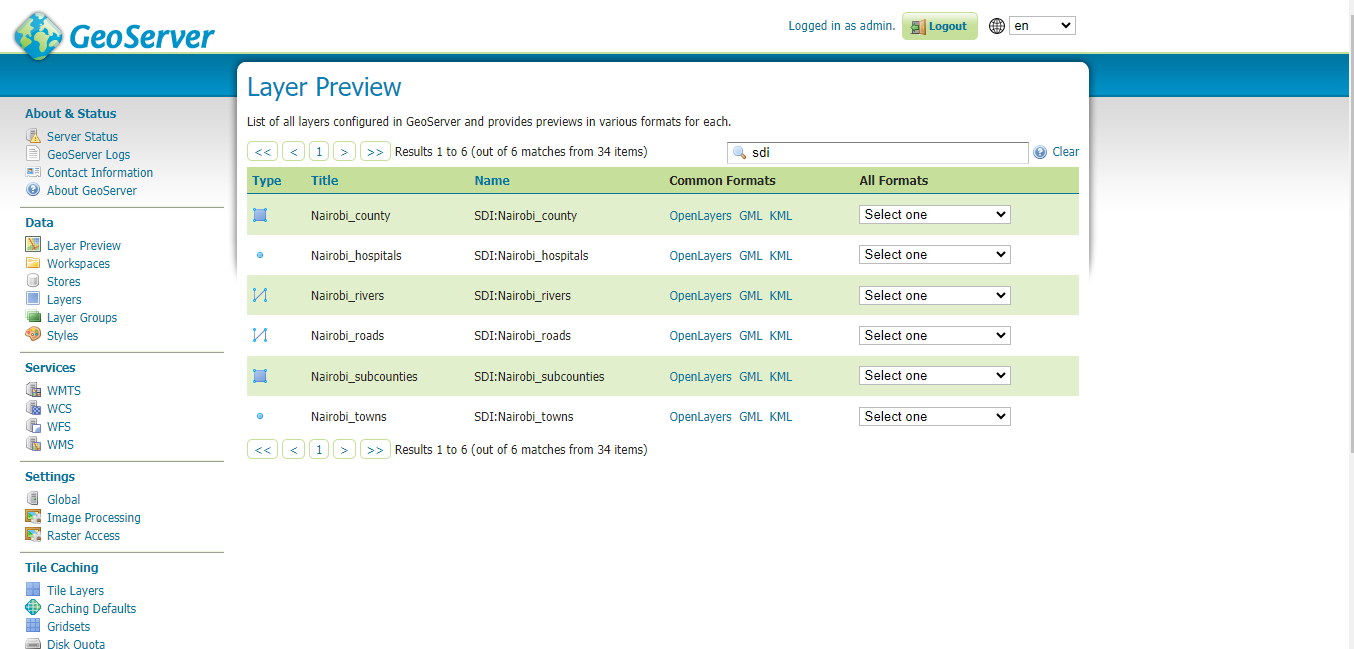 GeoServer
Logged in as admin. Logout en
About & Status
Server Status
GeoServer Logs
Contact Information
About GeoServer
Data
Layer Preview
Workspaces
Stores
Layers
Layer Groups
Styles
Services
WMTS
WCS
WFS
WMS
Settings
Global
Image Processing
Raster Access
Tile Caching
Tile Layers
Caching Defaults
Gridsets
Disk Quota
Layer Preview
List of all layers configured in GeoServer and provides previews in various formats for each.
<< < 1 > >> Results 1 to 6 (out of 6 matches from 34 items) sdi Clear
Type Title Name Common Formats All Formats
Nairobi_county SDI:Nairobi_county OpenLayers GML KML Select one
Nairobi_hospitals SDI:Nairobi_hospitals OpenLayers GML KML Select one
Nairobi_rivers SDI:Nairobi_rivers OpenLayers GML KML Select one
Nairobi_roads SDI:Nairobi_roads OpenLayers GML KML Select one
Nairobi_subcounties SDI:Nairobi_subcounties OpenLayers GML KML Select one
Nairobi_towns SDI:Nairobi_towns OpenLayers GML KML Select one
<< < 1 > >> Results 1 to 6 (out of 6 matches from 34 items)